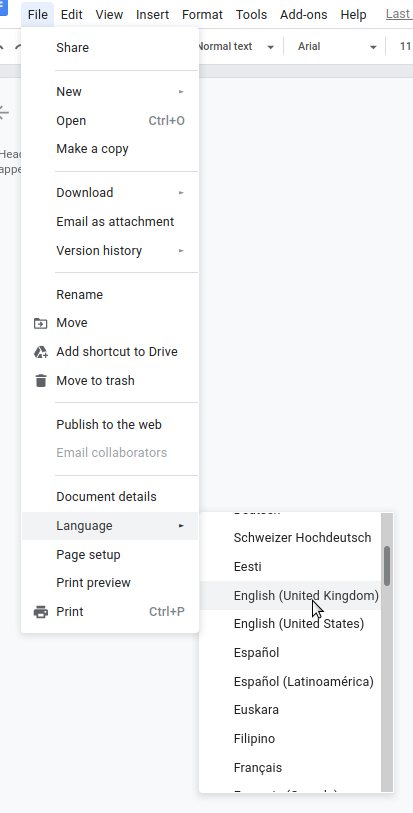 File Edit View Insert Format Tools Add-ons Help Last
Normal text Arial 11
Share
New
Open Ctrl+O
Make a copy
Download
Email as attachment
Version history
Rename
Move
Add shortcut to Drive
Move to trash
Publish to the web
Email collaborators
Document details
Language
Page setup
Print preview
Print Ctrl+P
Schweizer Hochdeutsch
Eesti
English (United Kingdom)
English (United States)
Español
Español (Latinoamérica)
Euskara
Filipino
Français